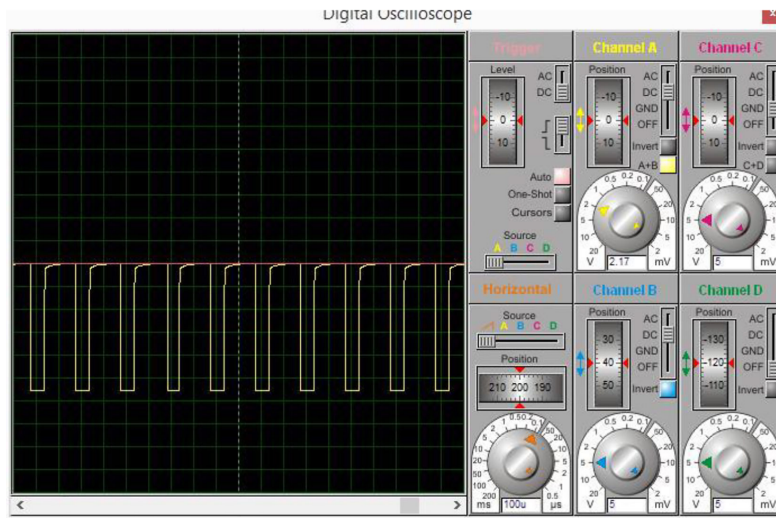 Digital Oscilloscope
Trigger
Level
AC
DC
-10
0
10
Auto
One-Shot
Cursors
Source
A B C D
Channel A
Position
AC
DC
GND
OFF
Invert
A+B
-10
0
10
V 2.17 mV
Channel C
Position
AC
DC
GND
OFF
Invert
C+D
-10
0
10
V 5 mV
Horizontal
Source
A B C D
Position
210 200 190
ms 100u µs
Channel B
Position
AC
DC
GND
OFF
Invert
30
40
50
V 5 mV
Channel D
Position
AC
DC
GND
OFF
Invert
-130
-120
-110
V 5 mV